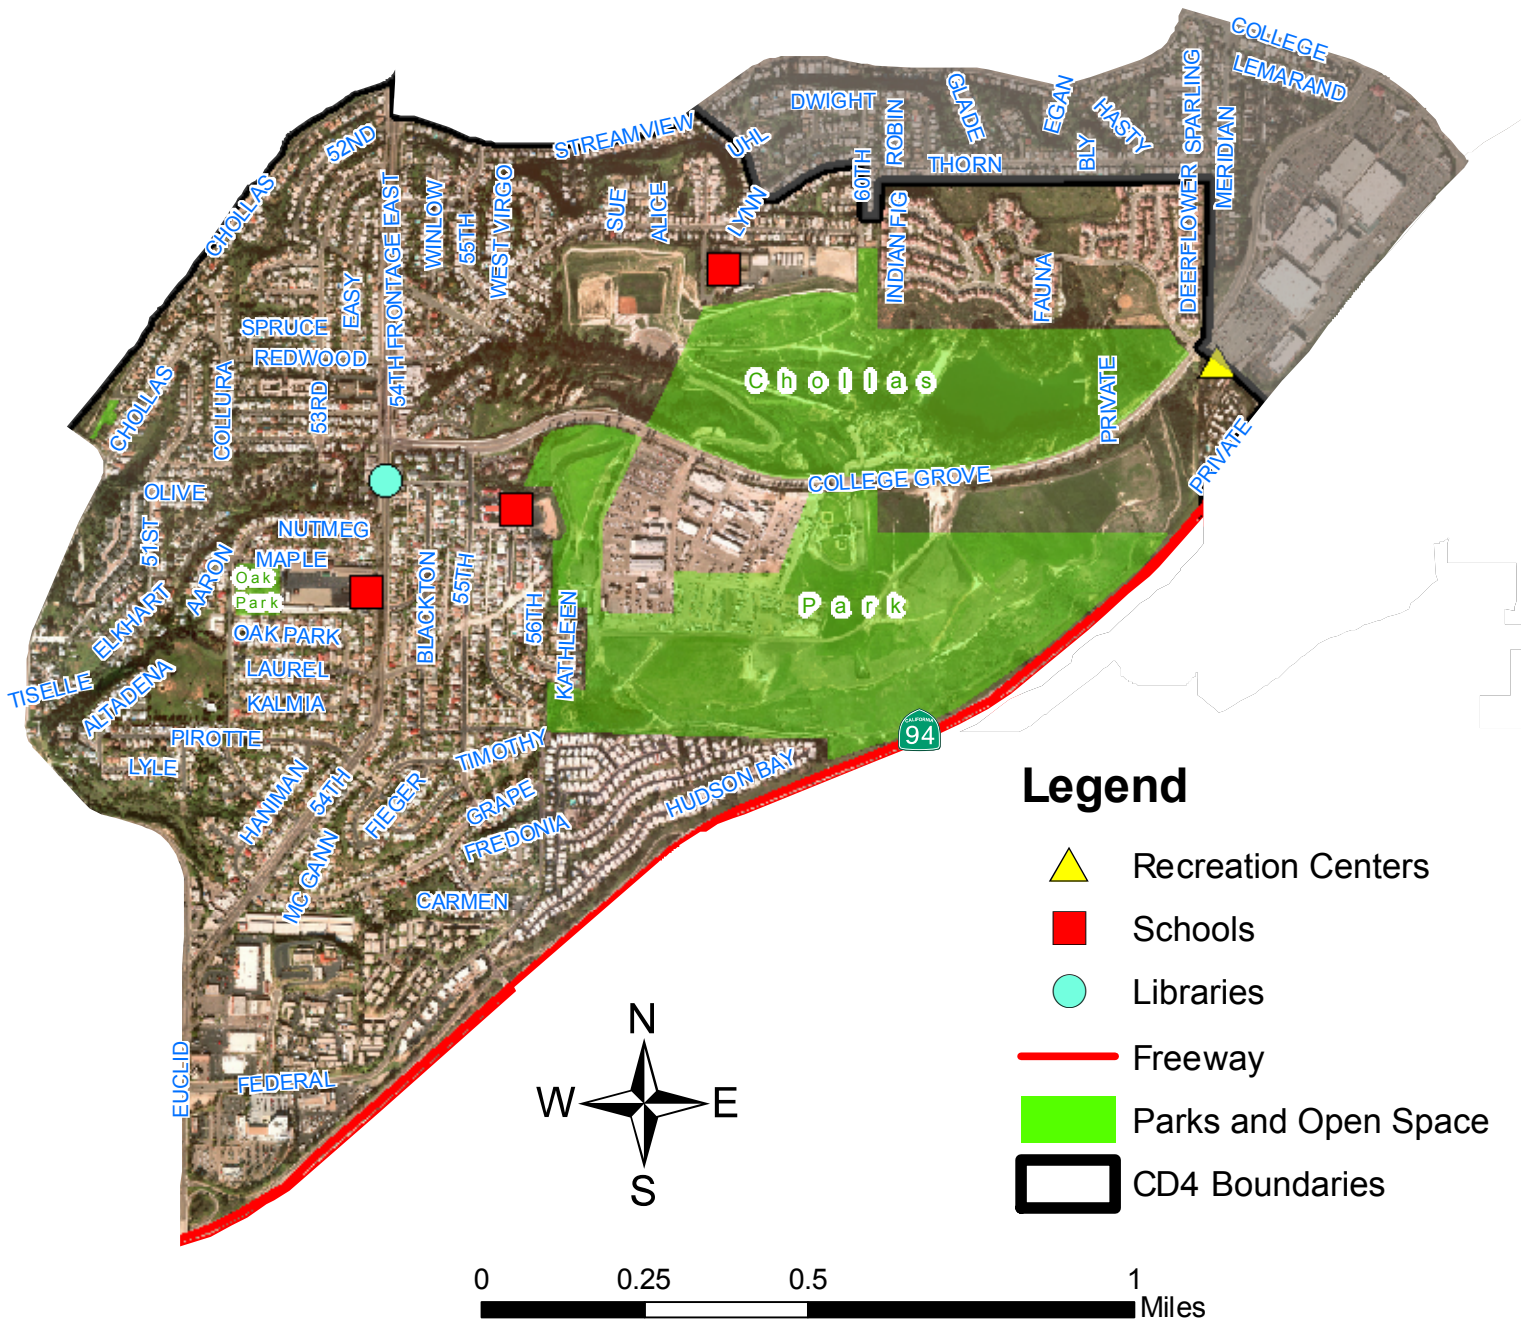 COLLEGE
LEMARAND
SPARLING
MERIDIAN
HASTY
EGAN
BLY
GLADE
DWIGHT
ROBIN
THORN
UHL
STREAMVIEW
52ND
CHOLLAS
60TH
LYNN
ALICE
SUE
WEST VIRGO
55TH
WINLOW
54TH FRONTAGE EAST
INDIAN FIG
FAUNA
DEERFLOWER
EASY
SPRUCE
REDWOOD
COLLURA
53RD
CHOLLAS
Chollas
PRIVATE
PRIVATE
COLLEGE GROVE
OLIVE
51ST
NUTMEG
MAPLE
AARON
Oak
Park
ELKHART
OAK PARK
LAUREL
KALMIA
BLACKTON
55TH
56TH
KATHLEEN
Park
TISELLE
ALTADENA
PIROTTE
LYLE
HANIMAN
54TH
FIEGER
TIMOTHY
GRAPE
FREDONIA
HUDSON BAY
MC GANN
CARMEN
CALIFORNIA
94
EUCLID
FEDERAL
Legend
Recreation Centers
Schools
Libraries
Freeway
Parks and Open Space
CD4 Boundaries
N
W
E
S
0
0.25
0.5
1
Miles